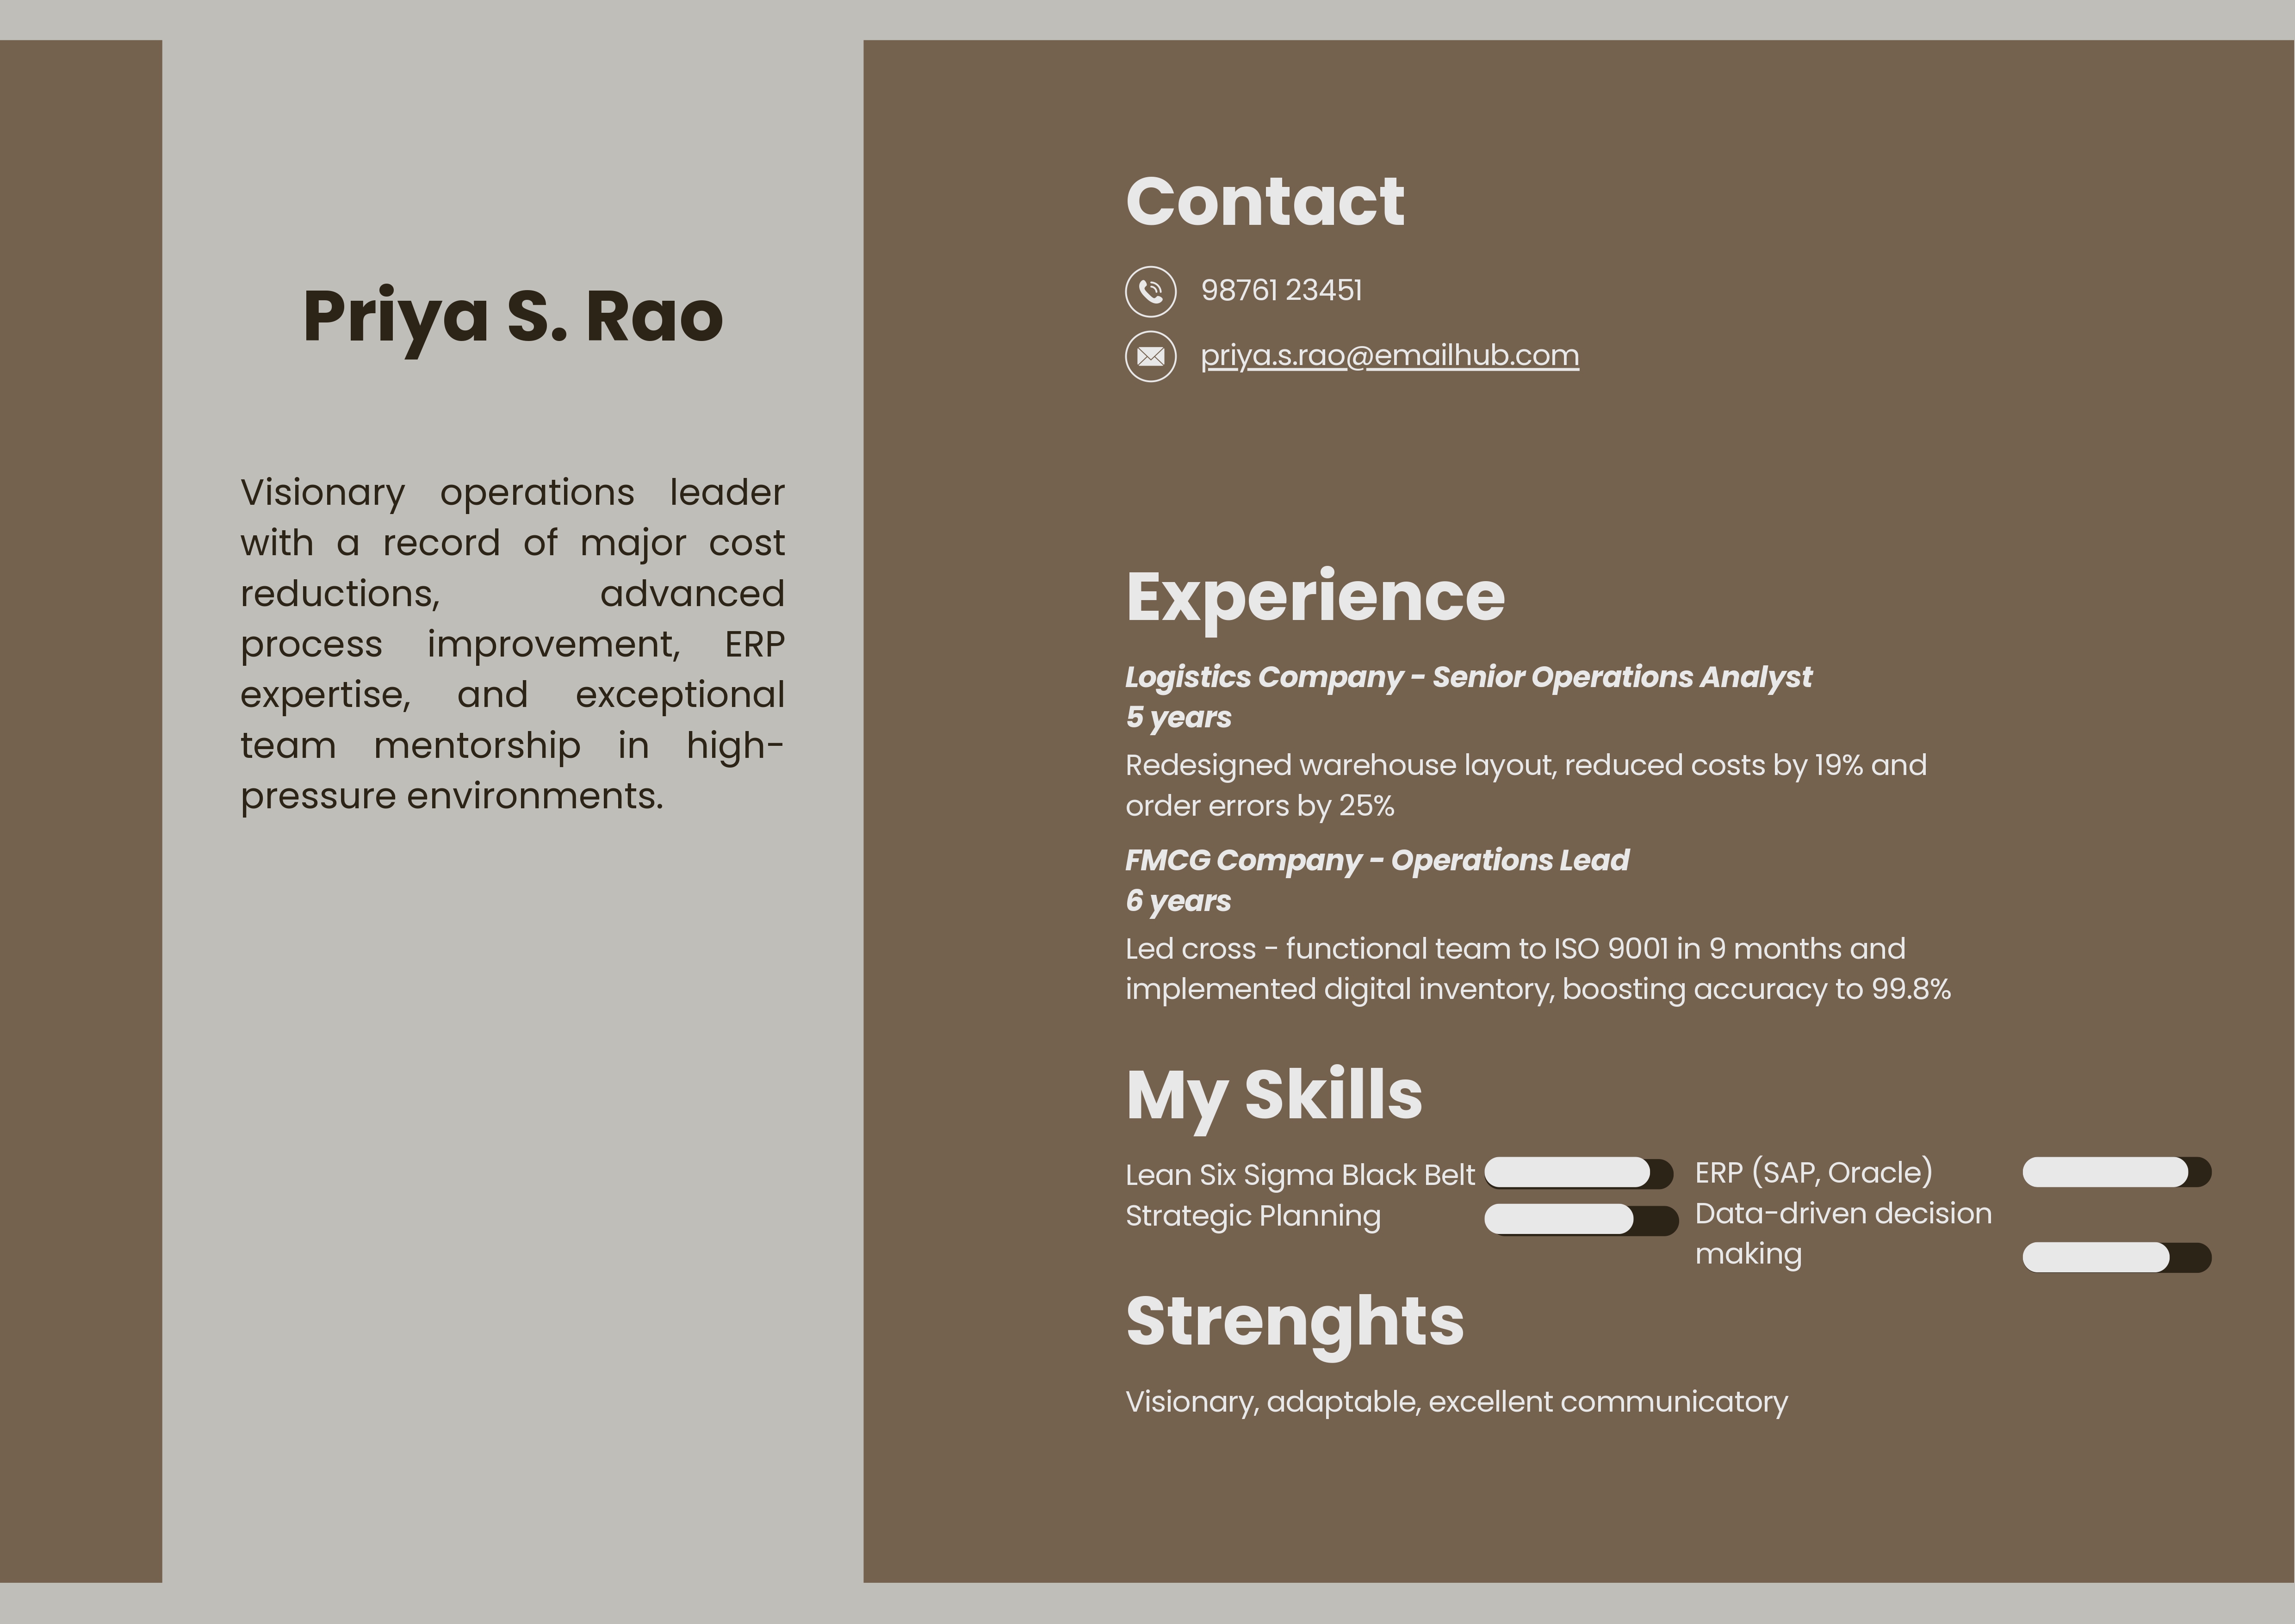 Priya S. Rao
Visionary operations leader
with a record of major cost
reductions, advanced
process improvement, ERP
expertise, and exceptional
team mentorship in high-
pressure environments.
Contact
98761 23451
priya.s.rao@emailhub.com
Experience
Logistics Company - Senior Operations Analyst
5 years
Redesigned warehouse layout, reduced costs by 19% and
order errors by 25%
FMCG Company - Operations Lead
6 years
Led cross - functional team to ISO 9001 in 9 months and
implemented digital inventory, boosting accuracy to 99.8%
My Skills
Lean Six Sigma Black Belt
Strategic Planning
ERP (SAP, Oracle)
Data-driven decision
making
Strenghts
Visionary, adaptable, excellent communicatory